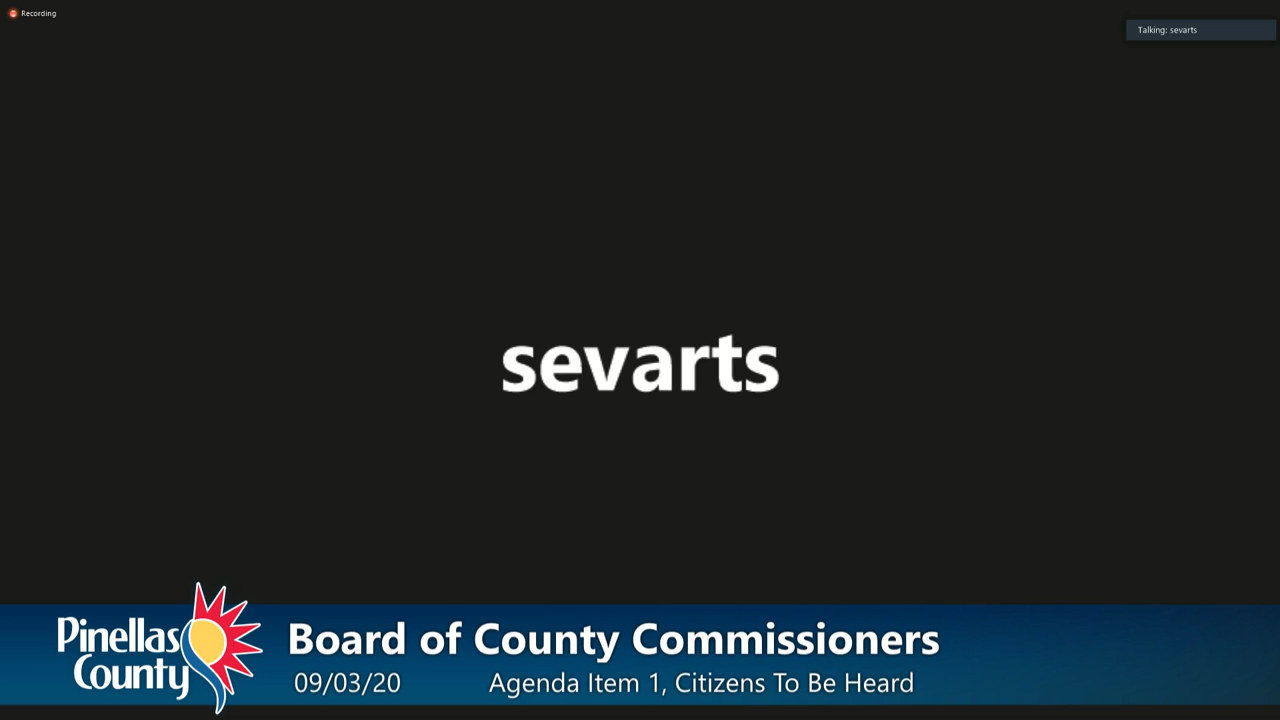 Recording
Talking: sevarts
sevarts
Pinellas
County
Board of County Commissioners
09/03/20
Agenda Item 1, Citizens To Be Heard